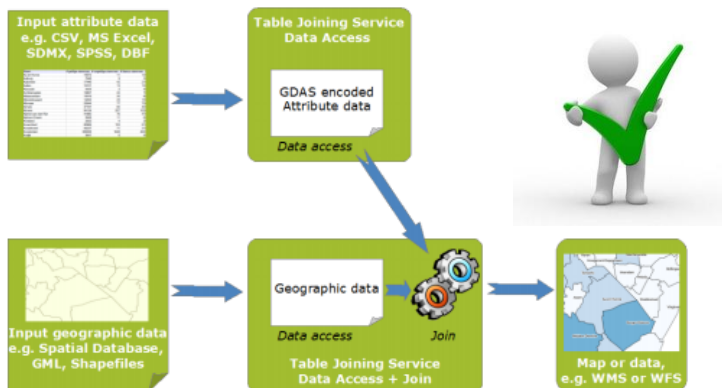 Input attribute data
e.g. CSV, MS Excel,
SDMX, SPSS, DBF
Table Joining Service
Data Access
GDAS encoded
Attribute data
Data access
Geographic data
Data access
Join
Input geographic data
e.g. Spatial Database,
GML, Shapefiles
Table Joining Service
Data Access + Join
Map or data,
e.g. WMS or WFS